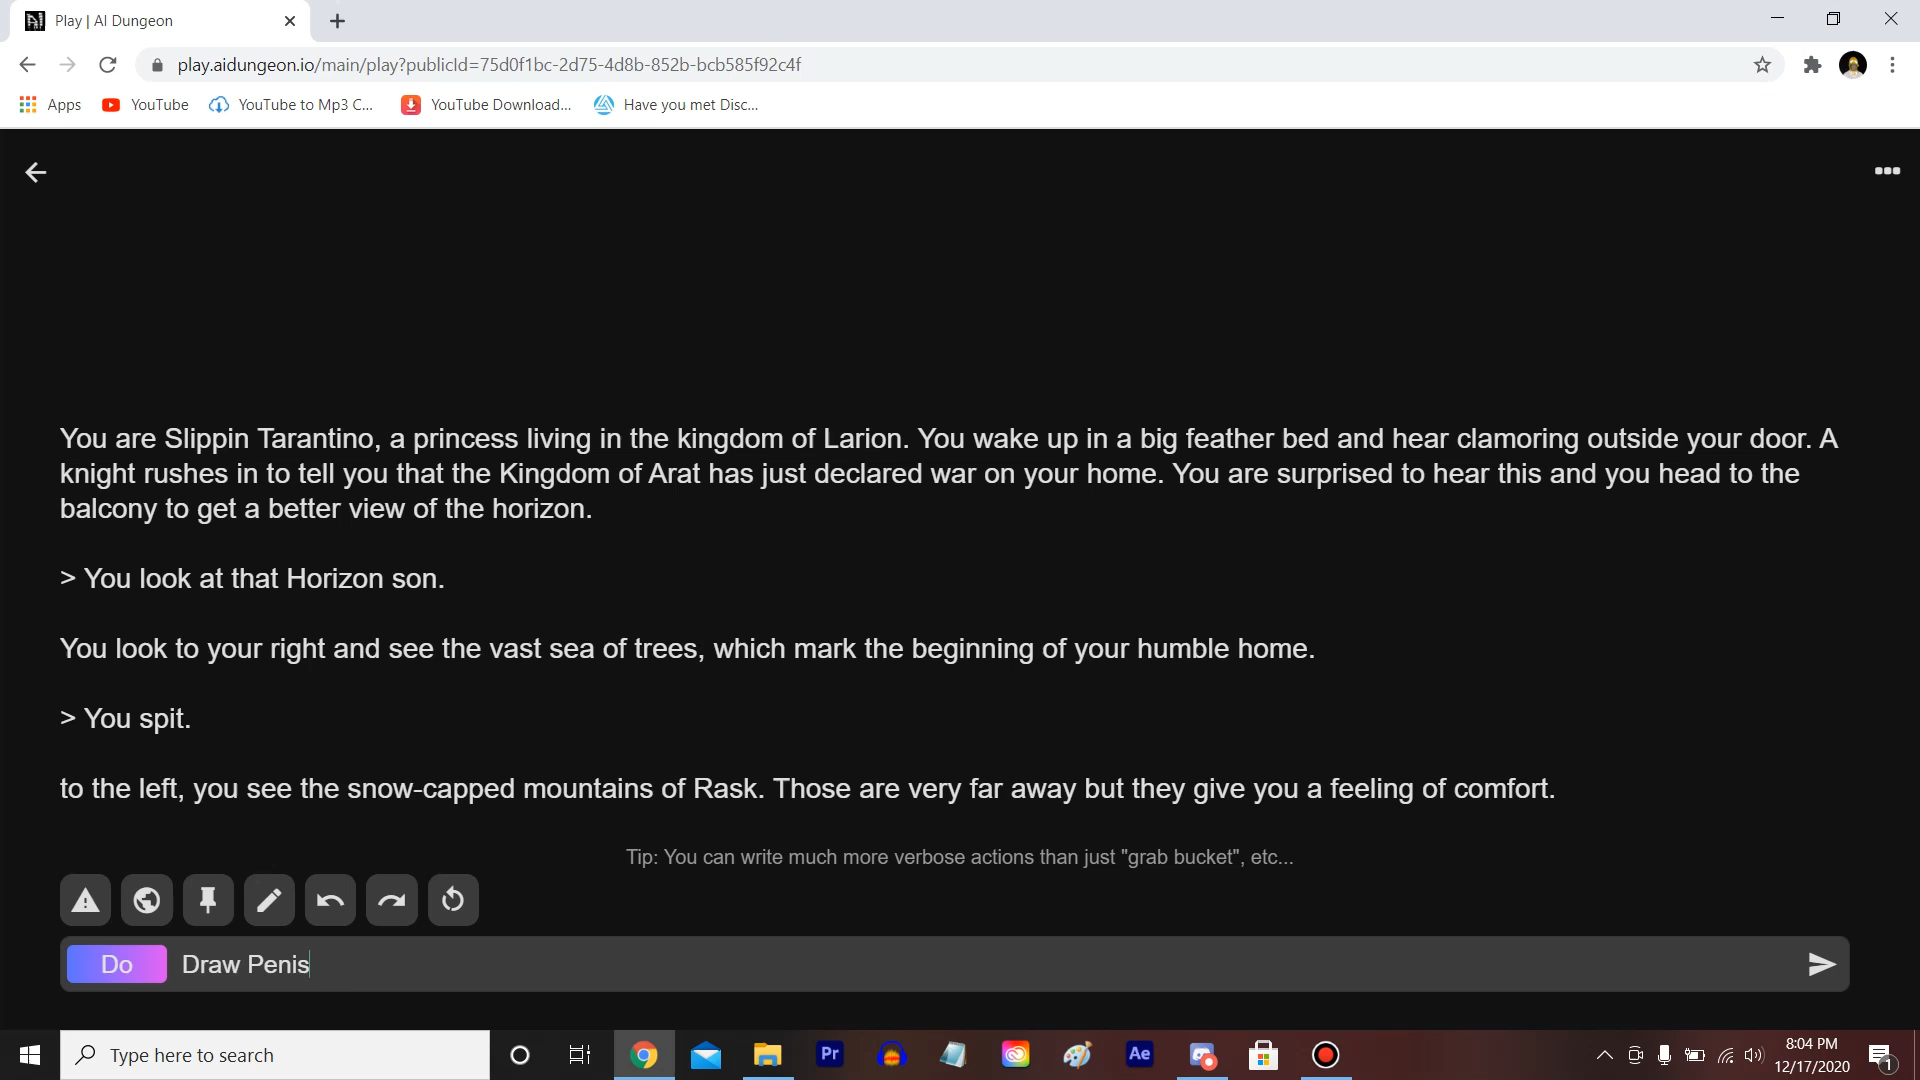 Play | AI Dungeon
play.aidungeon.io/main/play?publicId=75d0f1bc-2d75-4d8b-852b-bcb585f92c4f
Apps YouTube YouTube to Mp3 C... YouTube Download... Have you met Disc...
You are Slippin Tarantino, a princess living in the kingdom of Larion. You wake up in a big feather bed and hear clamoring outside your door. A
knight rushes in to tell you that the Kingdom of Arat has just declared war on your home. You are surprised to hear this and you head to the
balcony to get a better view of the horizon.
> You look at that Horizon son.
You look to your right and see the vast sea of trees, which mark the beginning of your humble home.
> You spit.
to the left, you see the snow-capped mountains of Rask. Those are very far away but they give you a feeling of comfort.
Tip: You can write much more verbose actions than just "grab bucket", etc...
Do Draw Penis
Type here to search
Pr
Ae
8:04 PM
12/17/2020
1